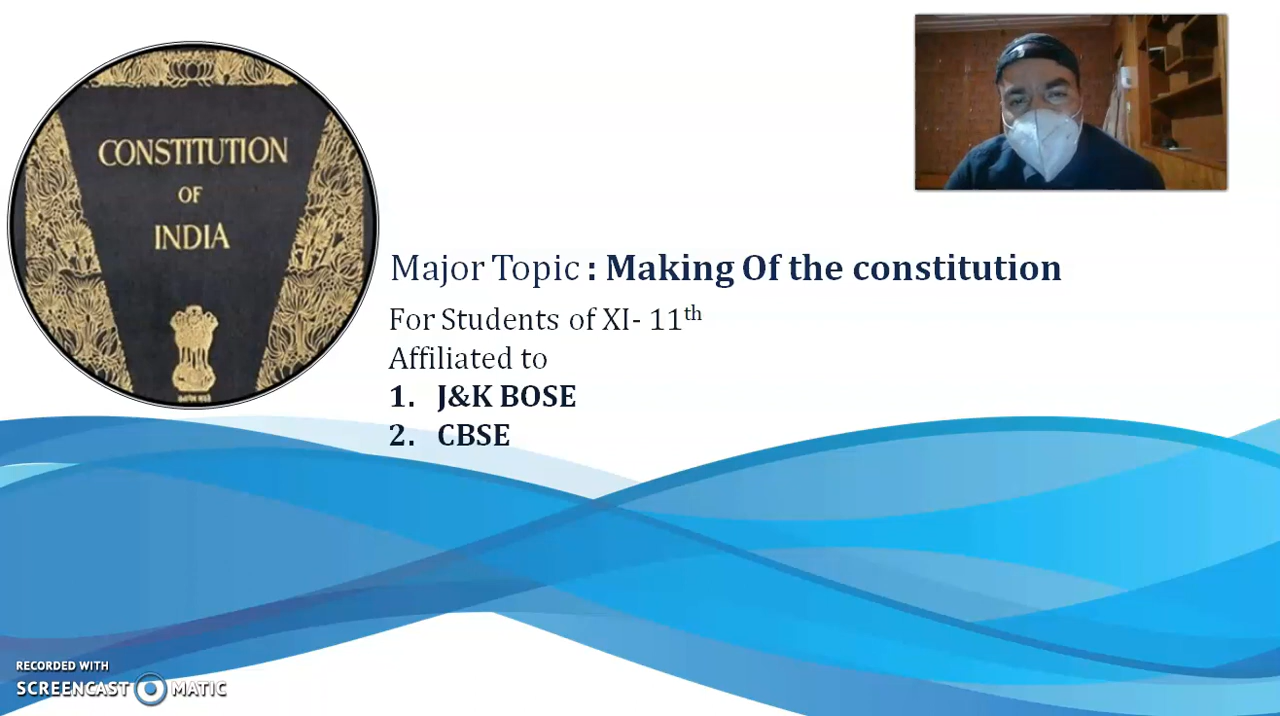 CONSTITUTION
OF
INDIA
Major Topic : Making Of the constitution
For Students of XI- 11th
Affiliated to
1. J&K BOSE
2. CBSE
RECORDED WITH
SCREENCAST MATIC